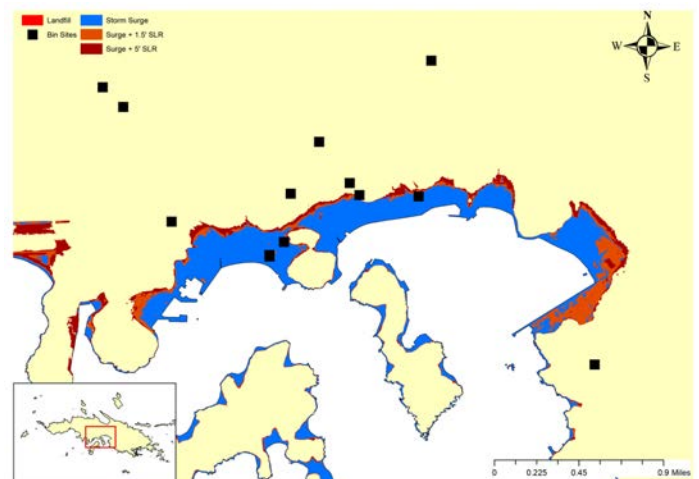 Landfill Storm Surge
Bin Sites Surge + 1.5' SLR
Surge + 5' SLR
N
W E
S
0 0.225 0.45 0.9 Miles